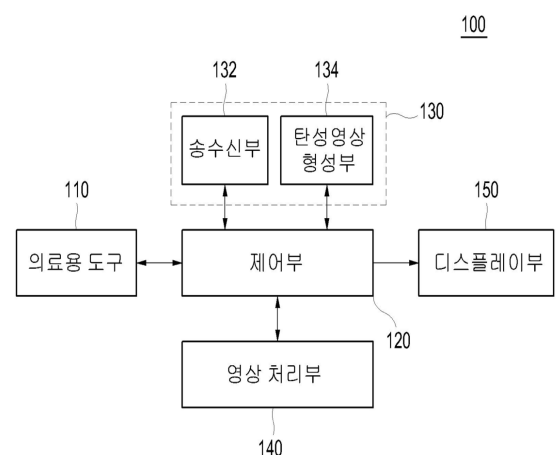 100
132
134
130
송수신부
탄성영상
형성부
110
150
의료용 도구
제어부
디스플레이부
120
영상 처리부
140